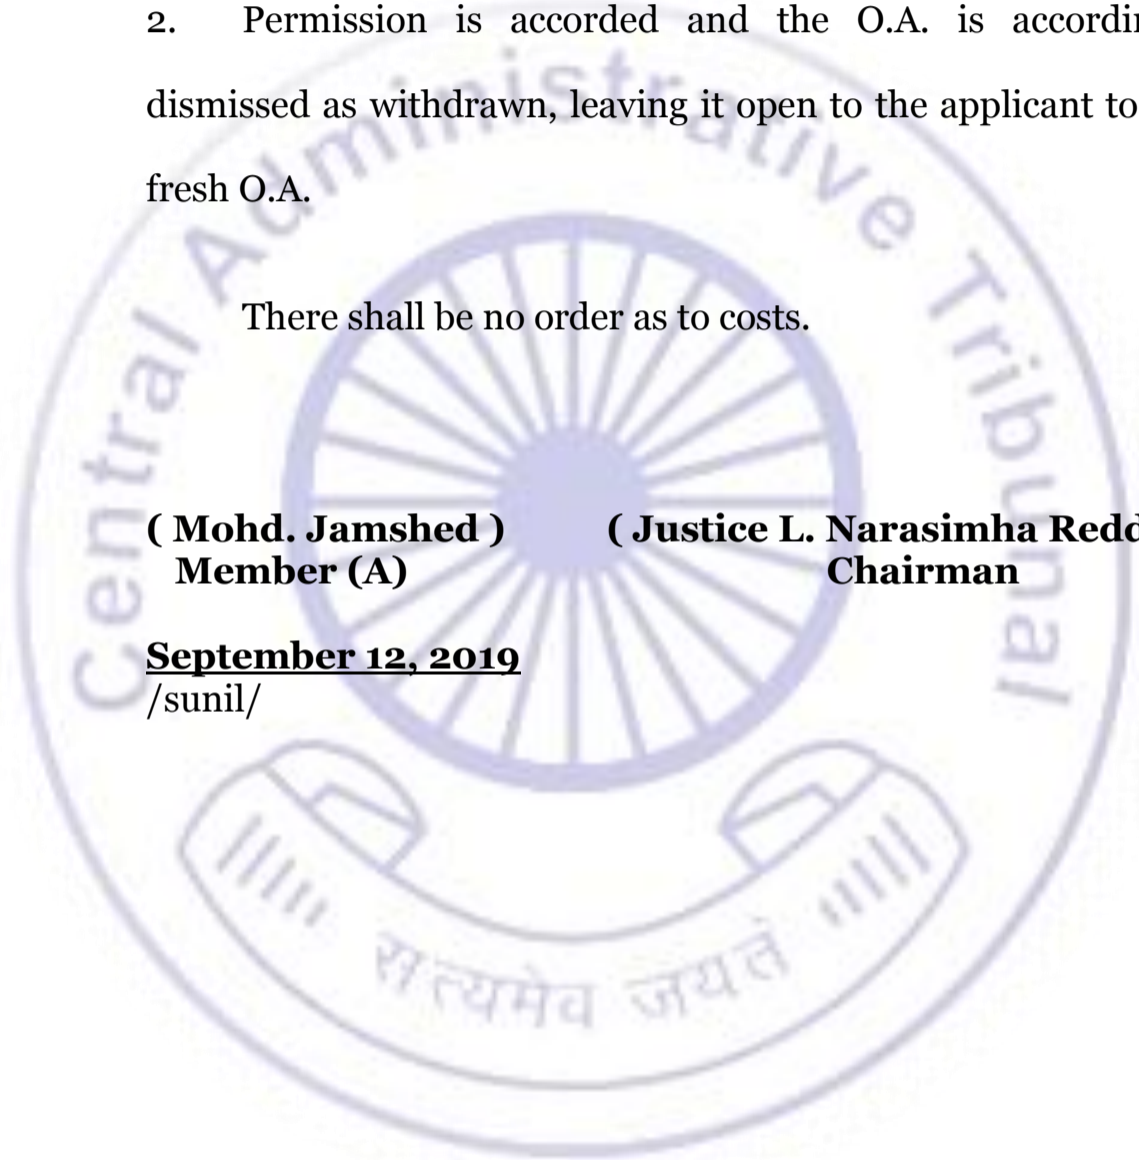 2. Permission is accorded and the O.A. is accordi
dismissed as withdrawn, leaving it open to the applicant to
fresh O.A.
There shall be no order as to costs.
( Mohd. Jamshed ) ( Justice L. Narasimha Redd
Member (A) Chairman
September 12, 2019
/sunil/
Central Administrative Tribunal
सत्यमेव जयते